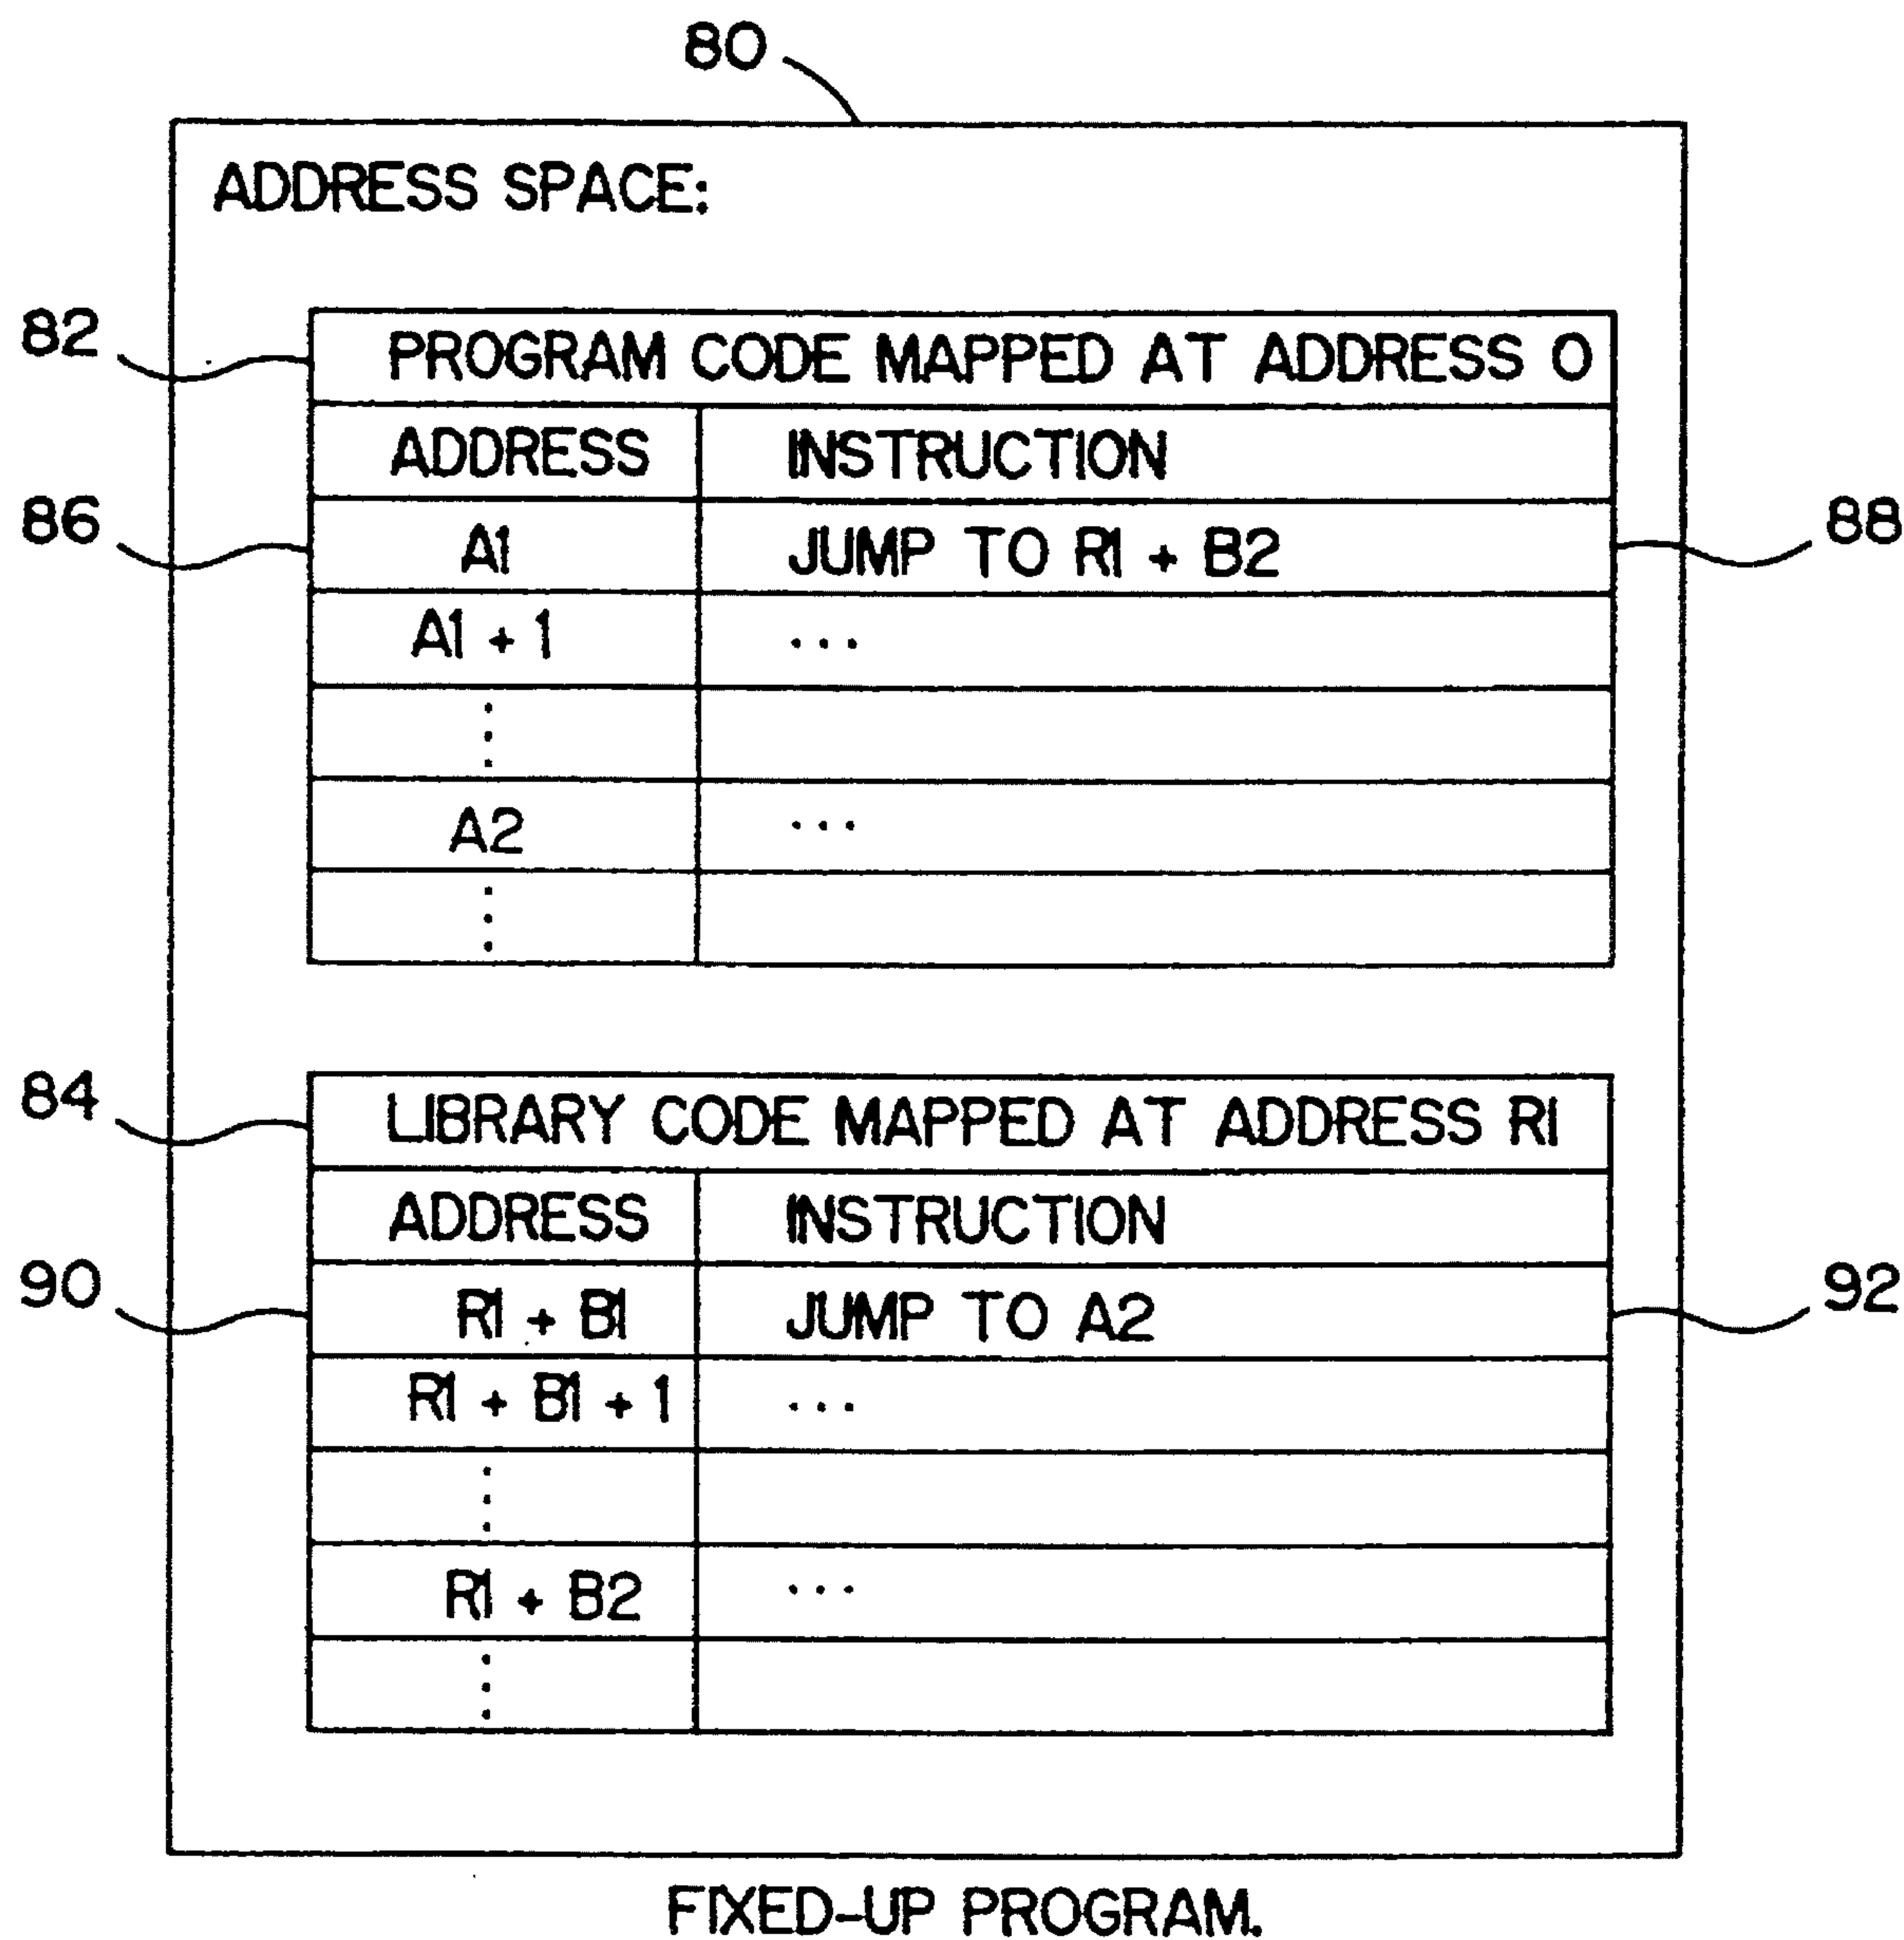 80
ADDRESS SPACE:
82
PROGRAM CODE MAPPED AT ADDRESS 0
ADDRESS INSTRUCTION
86
A1 JUMP TO R1 + B2
88
A1 + 1 ...
⋮
A2 ...
⋮
84
LIBRARY CODE MAPPED AT ADDRESS R1
ADDRESS INSTRUCTION
90
R1 + B1 JUMP TO A2
92
R1 + B1 + 1 ...
⋮
R1 + B2 ...
⋮
FIXED-UP PROGRAM.